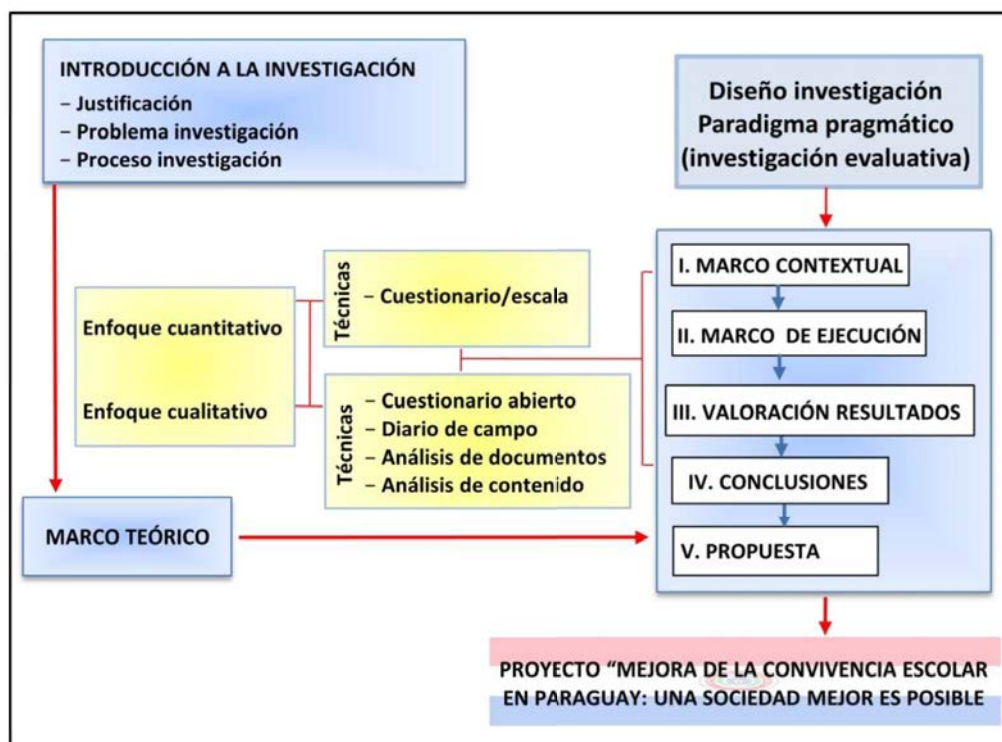 INTRODUCCIÓN A LA INVESTIGACIÓN
– Justificación
– Problema investigación
– Proceso investigación
Diseño investigación
Paradigma pragmático
(investigación evaluativa)
Enfoque cuantitativo
Enfoque cualitativo
Técnicas
– Cuestionario/escala
Técnicas
– Cuestionario abierto
– Diario de campo
– Análisis de documentos
– Análisis de contenido
MARCO TEÓRICO
I. MARCO CONTEXTUAL
II. MARCO DE EJECUCIÓN
III. VALORACIÓN RESULTADOS
IV. CONCLUSIONES
V. PROPUESTA
PROYECTO “MEJORA DE LA CONVIVENCIA ESCOLAR
EN PARAGUAY: UNA SOCIEDAD MEJOR ES POSIBLE